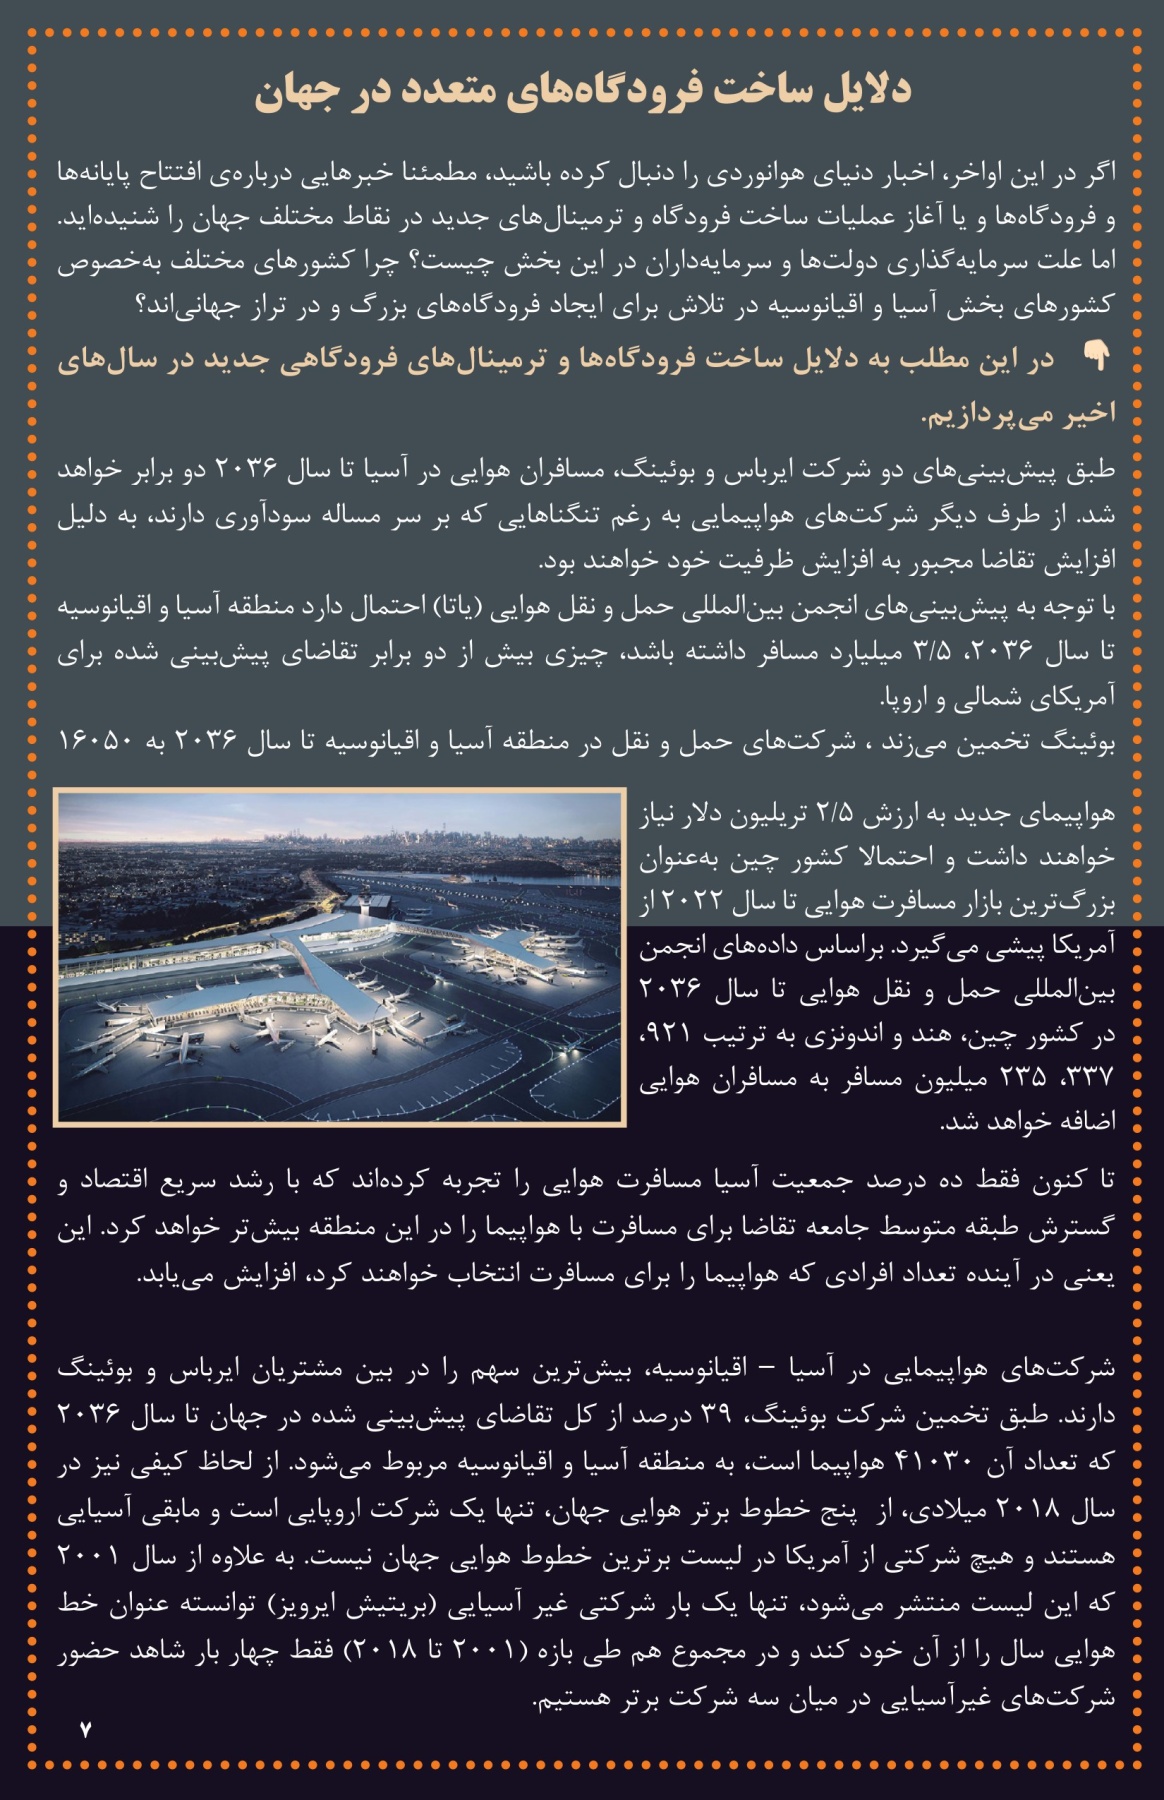 دلایل ساخت فرودگاه‌های متعدد در جهان
اگر در این اواخر، اخبار دنیای هوانوردی را دنبال کرده باشید، مطمئنا خبرهایی درباره‌ی افتتاح پایانه‌ها
و فرودگاه‌ها و یا آغاز عملیات ساخت فرودگاه و ترمینال‌های جدید در نقاط مختلف جهان را شنیده‌اید.
اما علت سرمایه‌گذاری دولت‌ها و سرمایه‌داران در این بخش چیست؟ چرا کشورهای مختلف به‌خصوص
کشورهای بخش آسیا و اقیانوسیه در تلاش برای ایجاد فرودگاه‌های بزرگ و در تراز جهانی‌اند؟
در این مطلب به دلایل ساخت فرودگاه‌ها و ترمینال‌های فرودگاهی جدید در سال‌های
اخیر می‌پردازیم.
طبق پیش‌بینی‌های دو شرکت ایرباس و بوئینگ، مسافران هوایی در آسیا تا سال ۲۰۳۶ دو برابر خواهد
شد. از طرف دیگر شرکت‌های هواپیمایی به رغم تنگناهایی که بر سر مساله سودآوری دارند، به دلیل
افزایش تقاضا مجبور به افزایش ظرفیت خود خواهند بود.
با توجه به پیش‌بینی‌های انجمن بین‌المللی حمل و نقل هوایی (یاتا) احتمال دارد منطقه آسیا و اقیانوسیه
تا سال ۲۰۳۶، ۳/۵ میلیارد مسافر داشته باشد، چیزی بیش از دو برابر تقاضای پیش‌بینی شده برای
آمریکای شمالی و اروپا.
بوئینگ تخمین می‌زند ، شرکت‌های حمل و نقل در منطقه آسیا و اقیانوسیه تا سال ۲۰۳۶ به ۱۶۰۵۰
هواپیمای جدید به ارزش ۲/۵ تریلیون دلار نیاز
خواهند داشت و احتمالا کشور چین به‌عنوان
بزرگ‌ترین بازار مسافرت هوایی تا سال ۲۰۲۲ از
آمریکا پیشی می‌گیرد. براساس داده‌های انجمن
بین‌المللی حمل و نقل هوایی تا سال ۲۰۳۶
در کشور چین، هند و اندونزی به ترتیب ۹۲۱،
۳۳۷، ۲۳۵ میلیون مسافر به مسافران هوایی
اضافه خواهد شد.
تا کنون فقط ده درصد جمعیت آسیا مسافرت هوایی را تجربه کرده‌اند که با رشد سریع اقتصاد و
گسترش طبقه متوسط جامعه تقاضا برای مسافرت با هواپیما را در این منطقه بیش‌تر خواهد کرد. این
یعنی در آینده تعداد افرادی که هواپیما را برای مسافرت انتخاب خواهند کرد، افزایش می‌یابد.
شرکت‌های هواپیمایی در آسیا – اقیانوسیه، بیش‌ترین سهم را در بین مشتریان ایرباس و بوئینگ
دارند. طبق تخمین شرکت بوئینگ، ۳۹ درصد از کل تقاضای پیش‌بینی شده در جهان تا سال ۲۰۳۶
که تعداد آن ۴۱۰۳۰ هواپیما است، به منطقه آسیا و اقیانوسیه مربوط می‌شود. از لحاظ کیفی نیز در
سال ۲۰۱۸ میلادی، از پنج خطوط برتر هوایی جهان، تنها یک شرکت اروپایی است و مابقی آسیایی
هستند و هیچ شرکتی از آمریکا در لیست برترین خطوط هوایی جهان نیست. به علاوه از سال ۲۰۰۱
که این لیست منتشر می‌شود، تنها یک بار شرکتی غیر آسیایی (بریتیش ایرویز) توانسته عنوان خط
هوایی سال را از آن خود کند و در مجموع هم طی بازه (۲۰۰۱ تا ۲۰۱۸) فقط چهار بار شاهد حضور
شرکت‌های غیرآسیایی در میان سه شرکت برتر هستیم.
۷